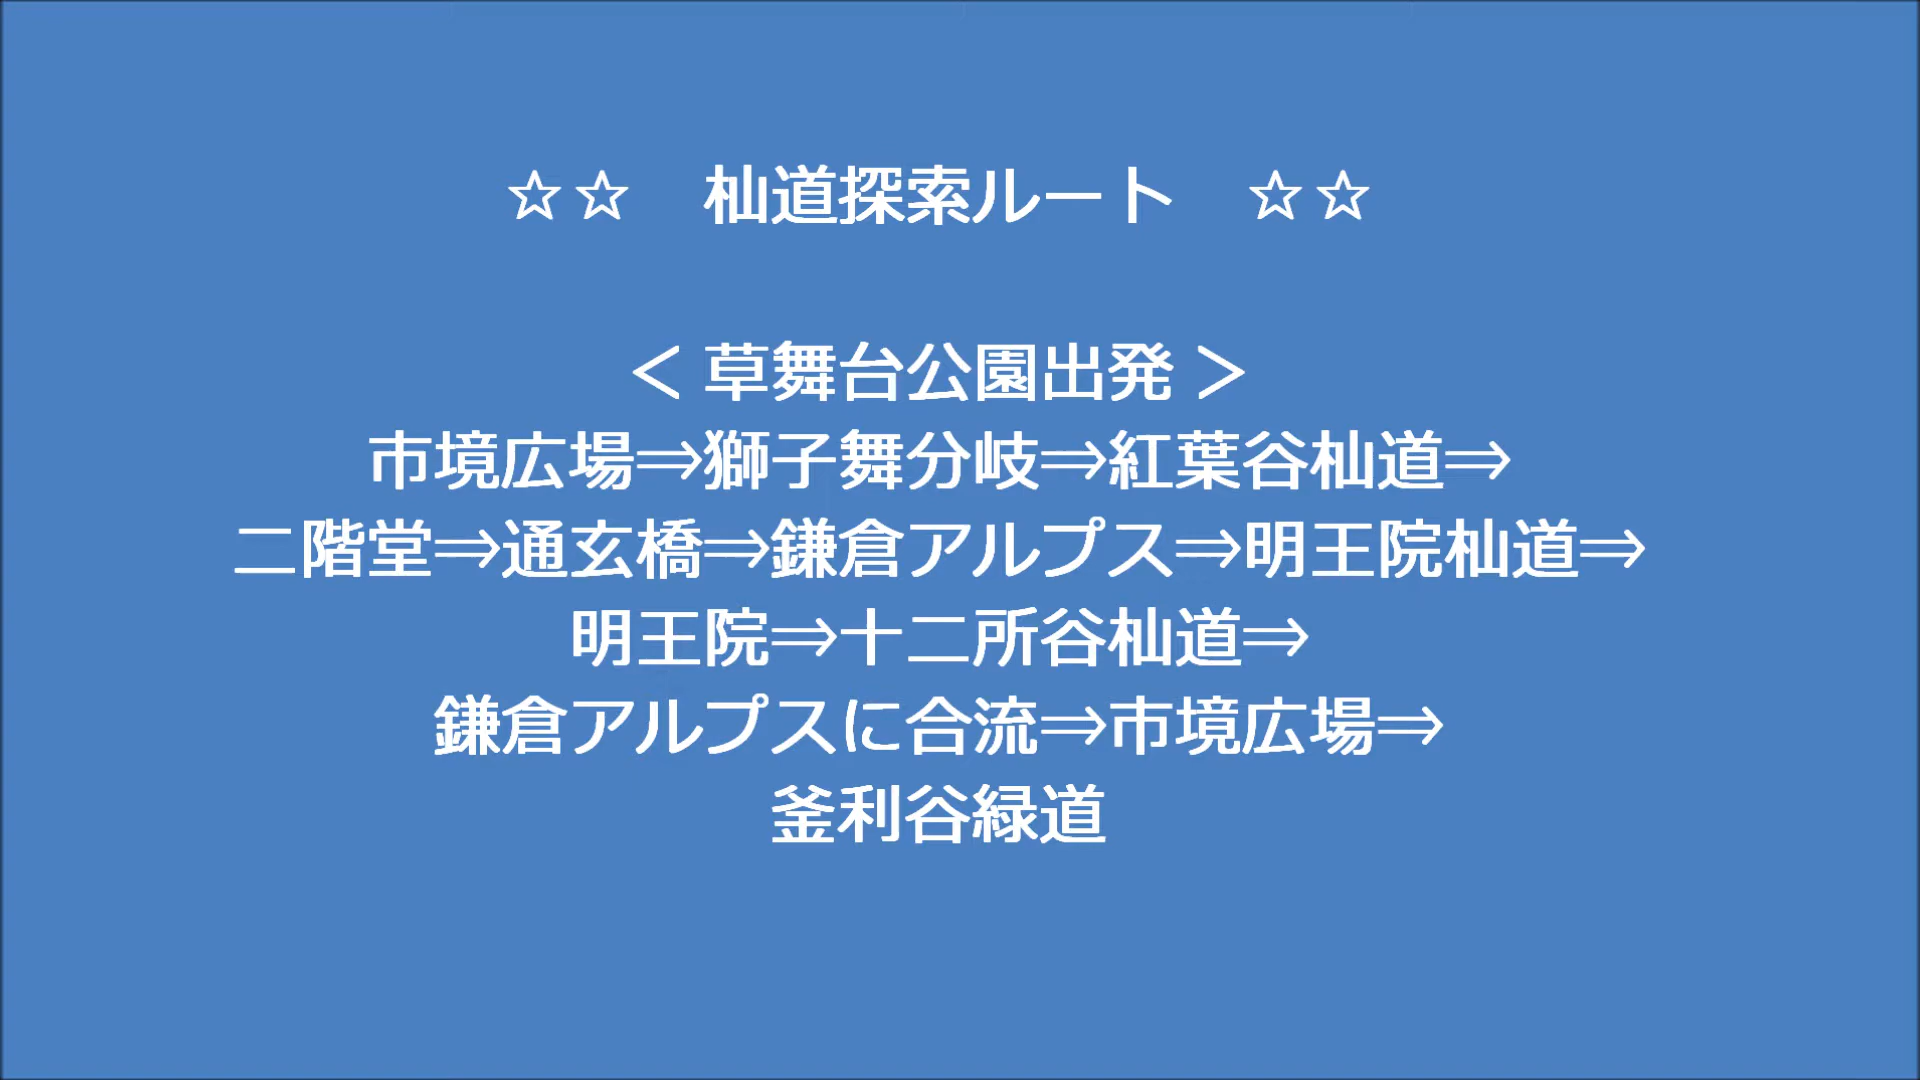 ☆☆　杣道探索ルート　☆☆
＜ 草舞台公園出発 ＞
市境広場⇒獅子舞分岐⇒紅葉谷杣道⇒
二階堂⇒通玄橋⇒鎌倉アルプス⇒明王院杣道⇒
明王院⇒十二所谷杣道⇒
鎌倉アルプスに合流⇒市境広場⇒
釜利谷緑道